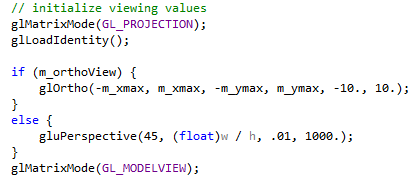 // initialize viewing values
glMatrixMode(GL_PROJECTION);
glLoadIdentity();
if (m_orthoView) {
glOrtho(-m_xmax, m_xmax, -m_ymax, m_ymax, -10., 10.);
}
else {
gluPerspective(45, (float)w / h, .01, 1000.);
}
glMatrixMode(GL_MODELVIEW);